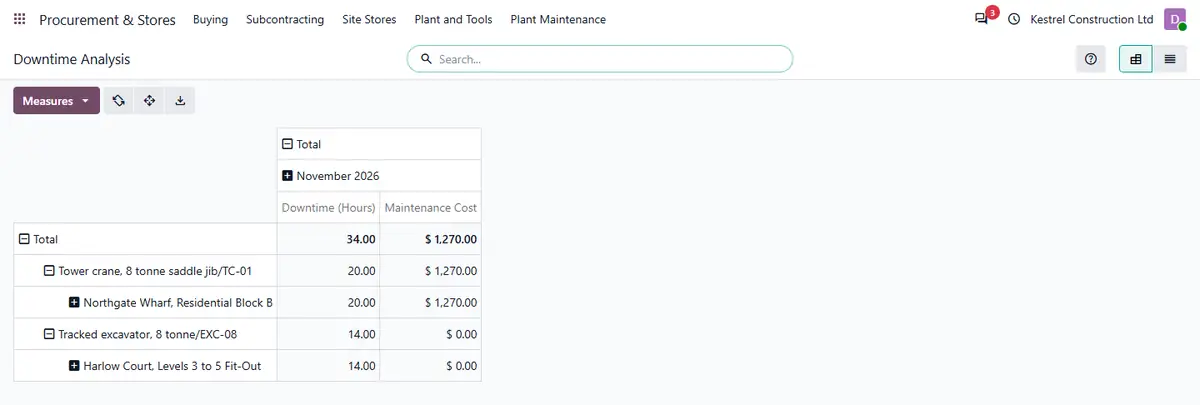 Procurement & Stores Buying Subcontracting Site Stores Plant and Tools Plant Maintenance 3 Kestrel Construction Ltd D
Downtime Analysis Search...
Measures
Total
November 2026
Downtime (Hours) Maintenance Cost
Total 34.00 $ 1,270.00
Tower crane, 8 tonne saddle jib/TC-01 20.00 $ 1,270.00
Northgate Wharf, Residential Block B 20.00 $ 1,270.00
Tracked excavator, 8 tonne/EXC-08 14.00 $ 0.00
Harlow Court, Levels 3 to 5 Fit-Out 14.00 $ 0.00